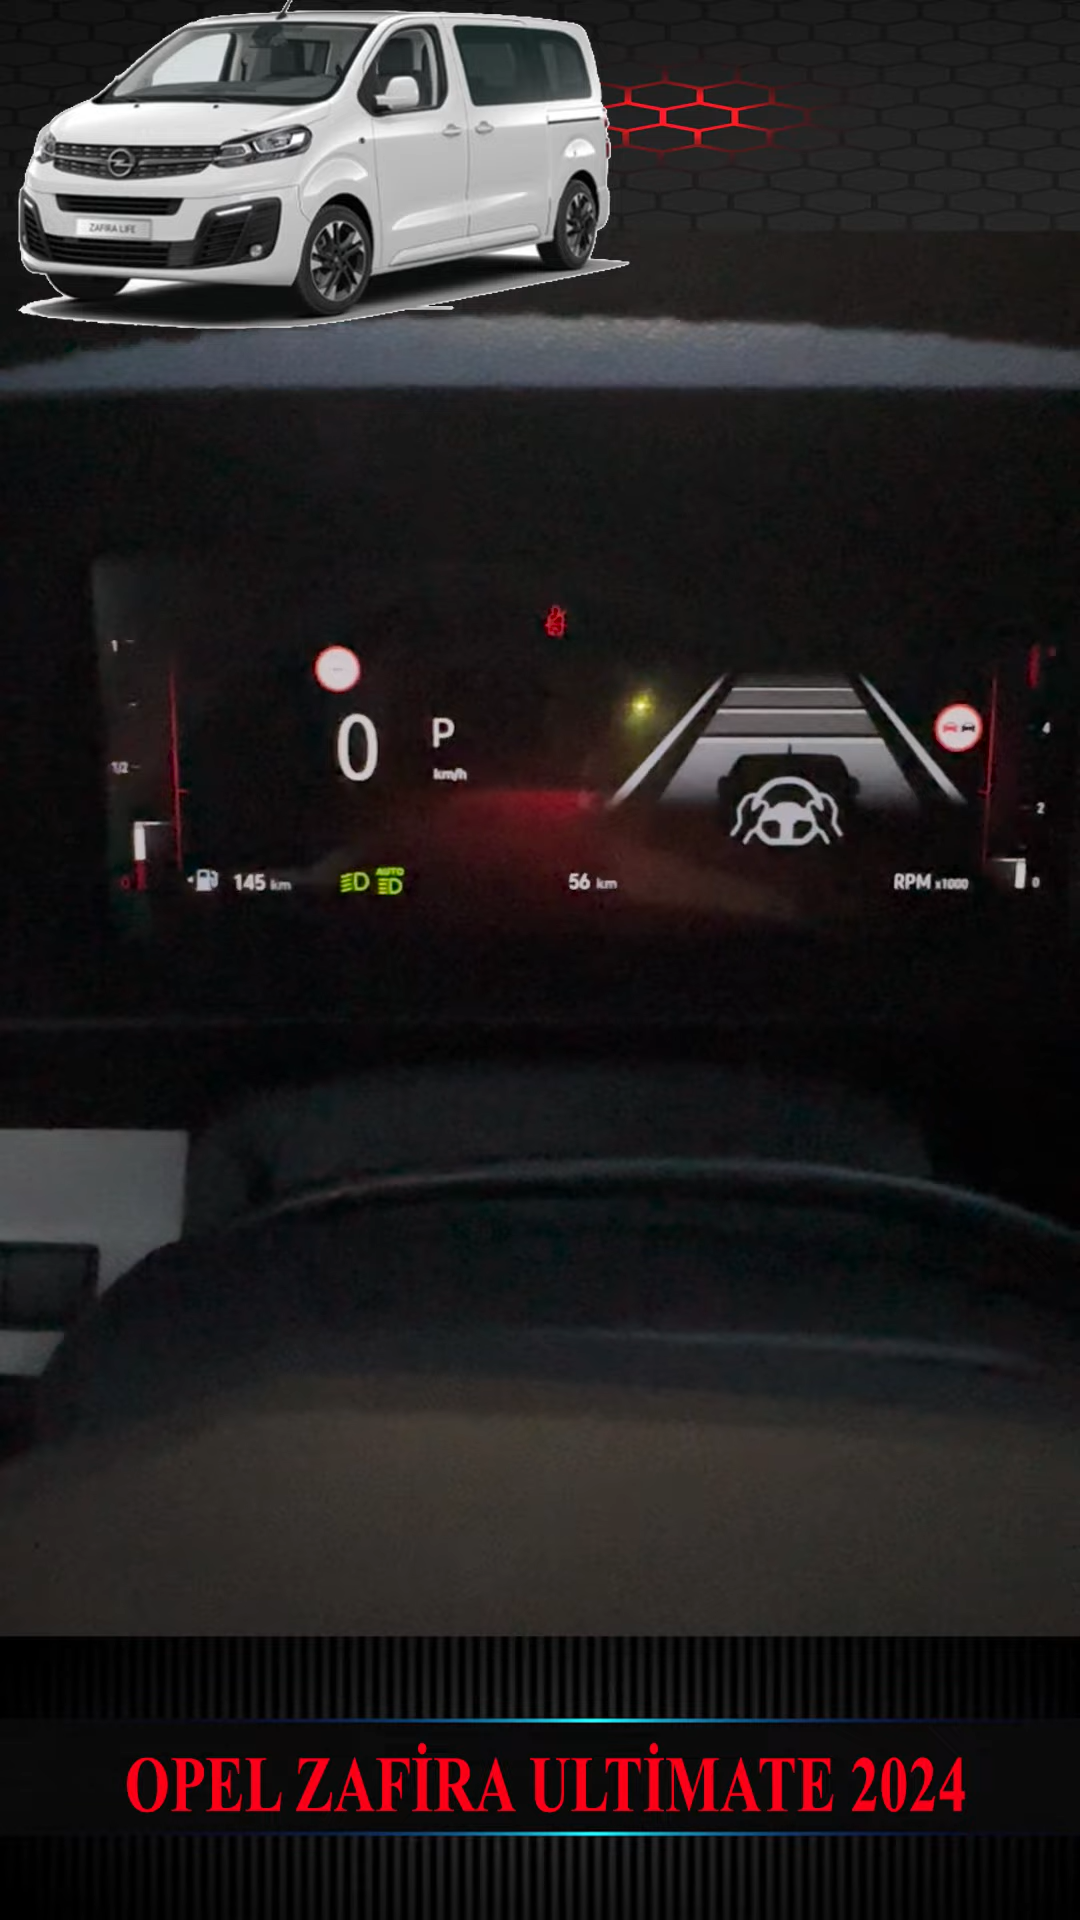 ZAFIRA LIFE
1
1/2
0
0 P
km/h
4
2
0
145 km
AUTO
56 km
RPM x1000
OPEL ZAFİRA ULTİMATE 2024